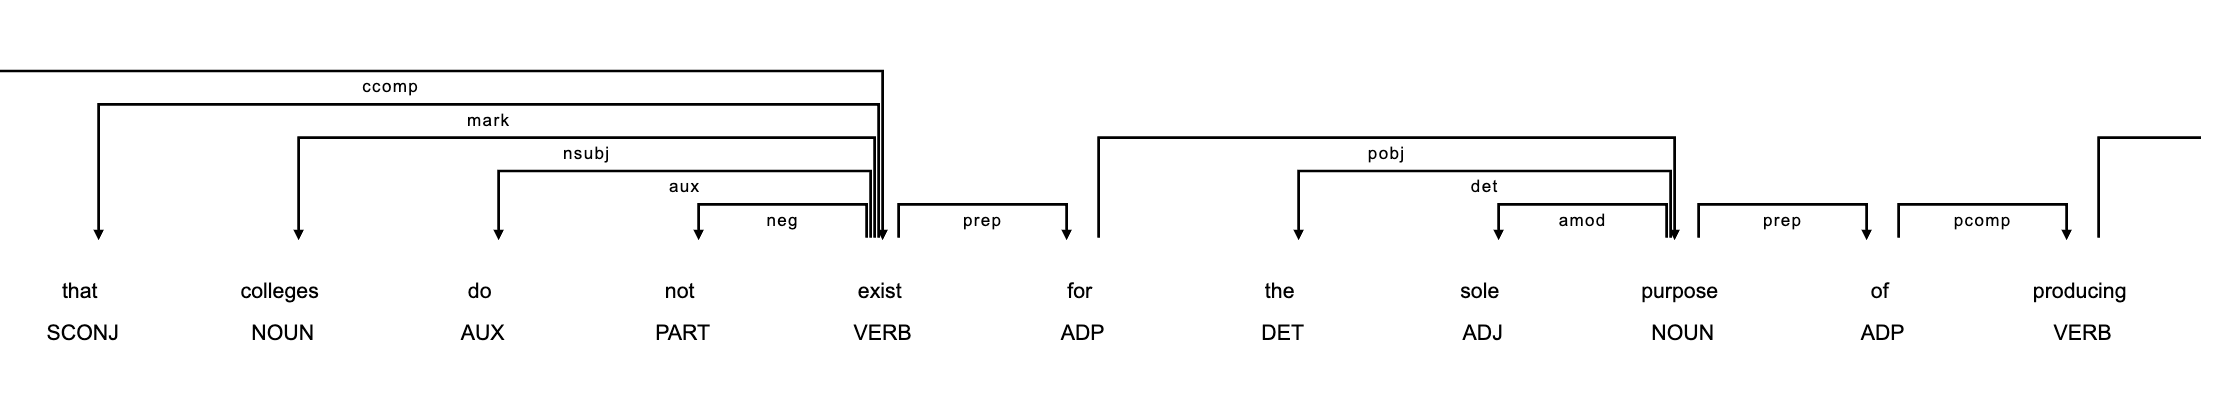 ccomp
mark
nsubj pobj
aux det
neg prep amod prep pcomp
that colleges do not exist for the sole purpose of producing
SCONJ NOUN AUX PART VERB ADP DET ADJ NOUN ADP VERB